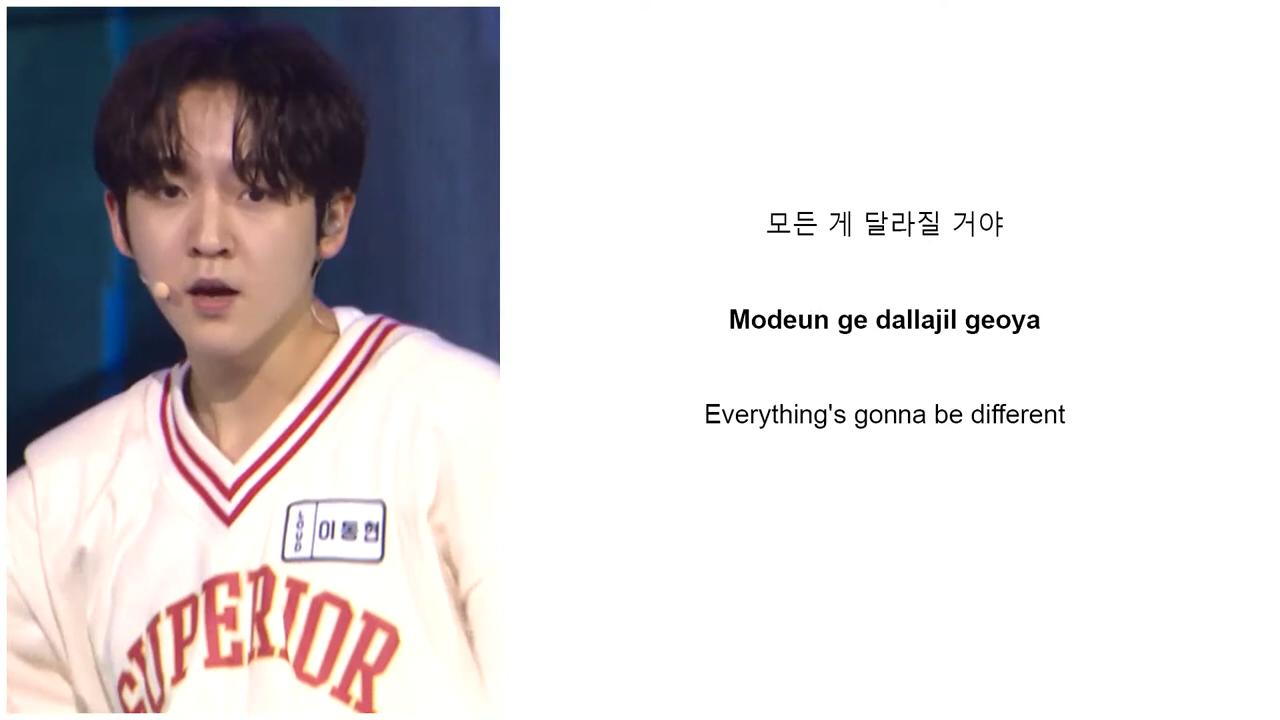 모든 게 달라질 거야
Modeun ge dallajil geoya
Everything's gonna be different
LOUD 이동현
SUPERIOR